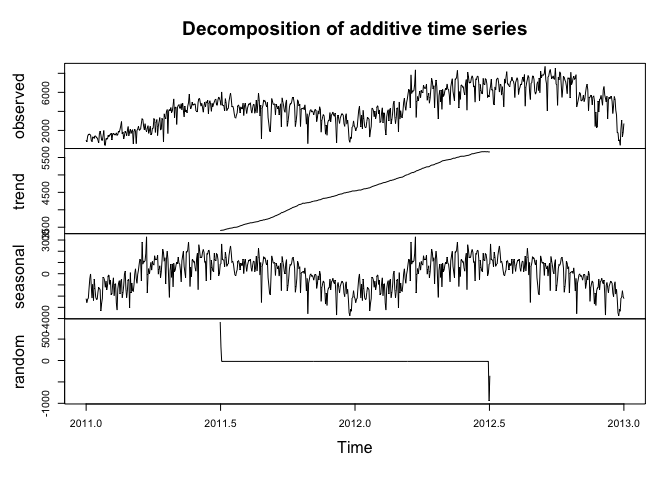 Decomposition of additive time series
observed
2000 6000
trend
4500 5500
seasonal
0
random
-1000 0 500
2011.0 2011.5 2012.0 2012.5 2013.0
Time